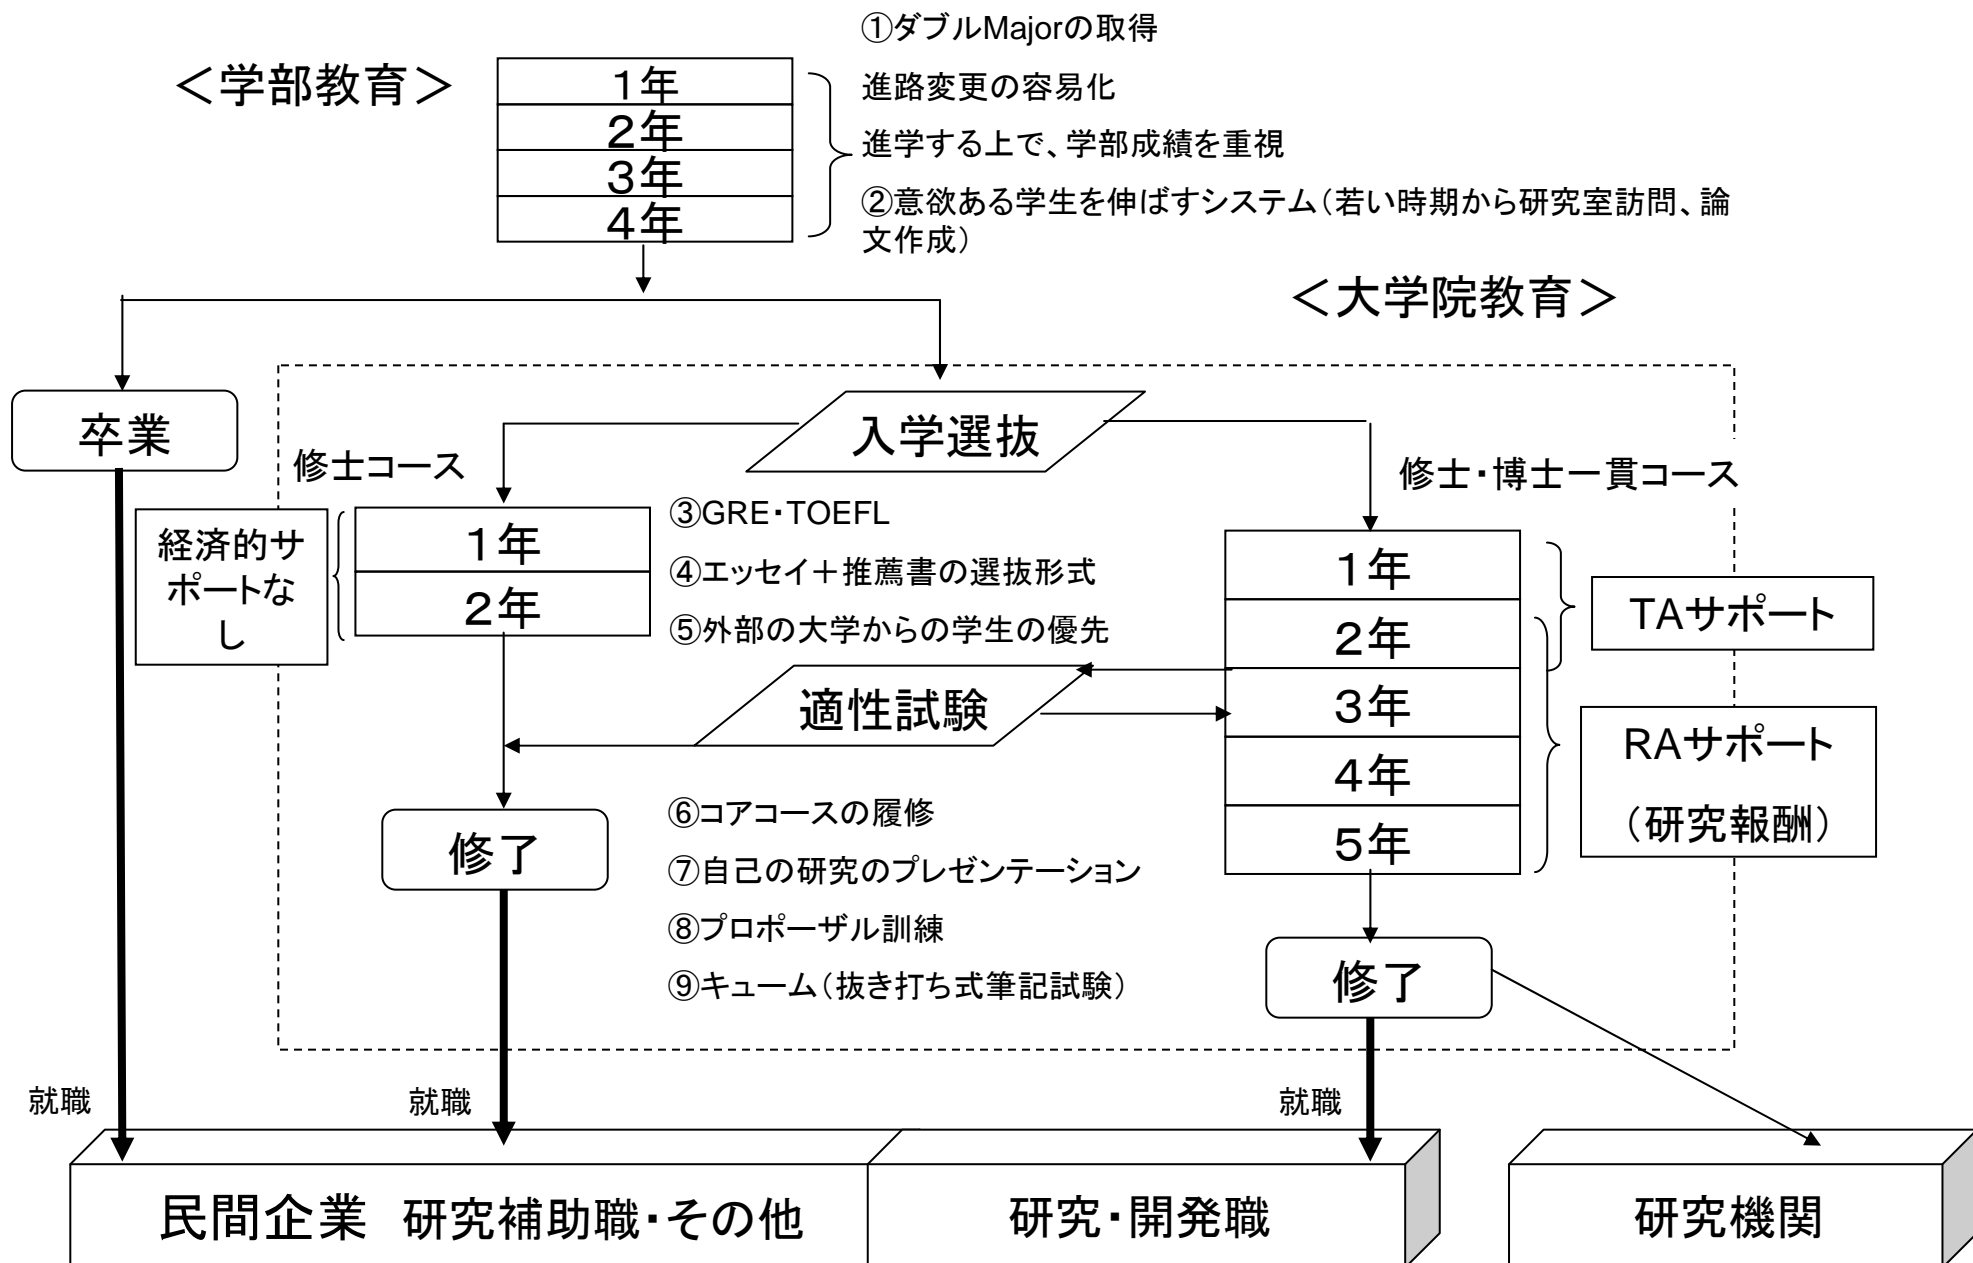 ①ダブルMajorの取得
＜学部教育＞
1年
2年
3年
4年
進路変更の容易化
進学する上で、学部成績を重視
②意欲ある学生を伸ばすシステム（若い時期から研究室訪問、論
文作成）
＜大学院教育＞
卒業
入学選抜
修士コース
修士・博士一貫コース
経済的サ
ポートな
し
1年
2年
③GRE・TOEFL
④エッセイ＋推薦書の選抜形式
⑤外部の大学からの学生の優先
1年
2年
3年
4年
5年
TAサポート
適性試験
RAサポート
（研究報酬）
修了
⑥コアコースの履修
⑦自己の研究のプレゼンテーション
⑧プロポーザル訓練
⑨キューム（抜き打ち式筆記試験）
修了
就職
就職
就職
民間企業 研究補助職・その他
研究・開発職
研究機関